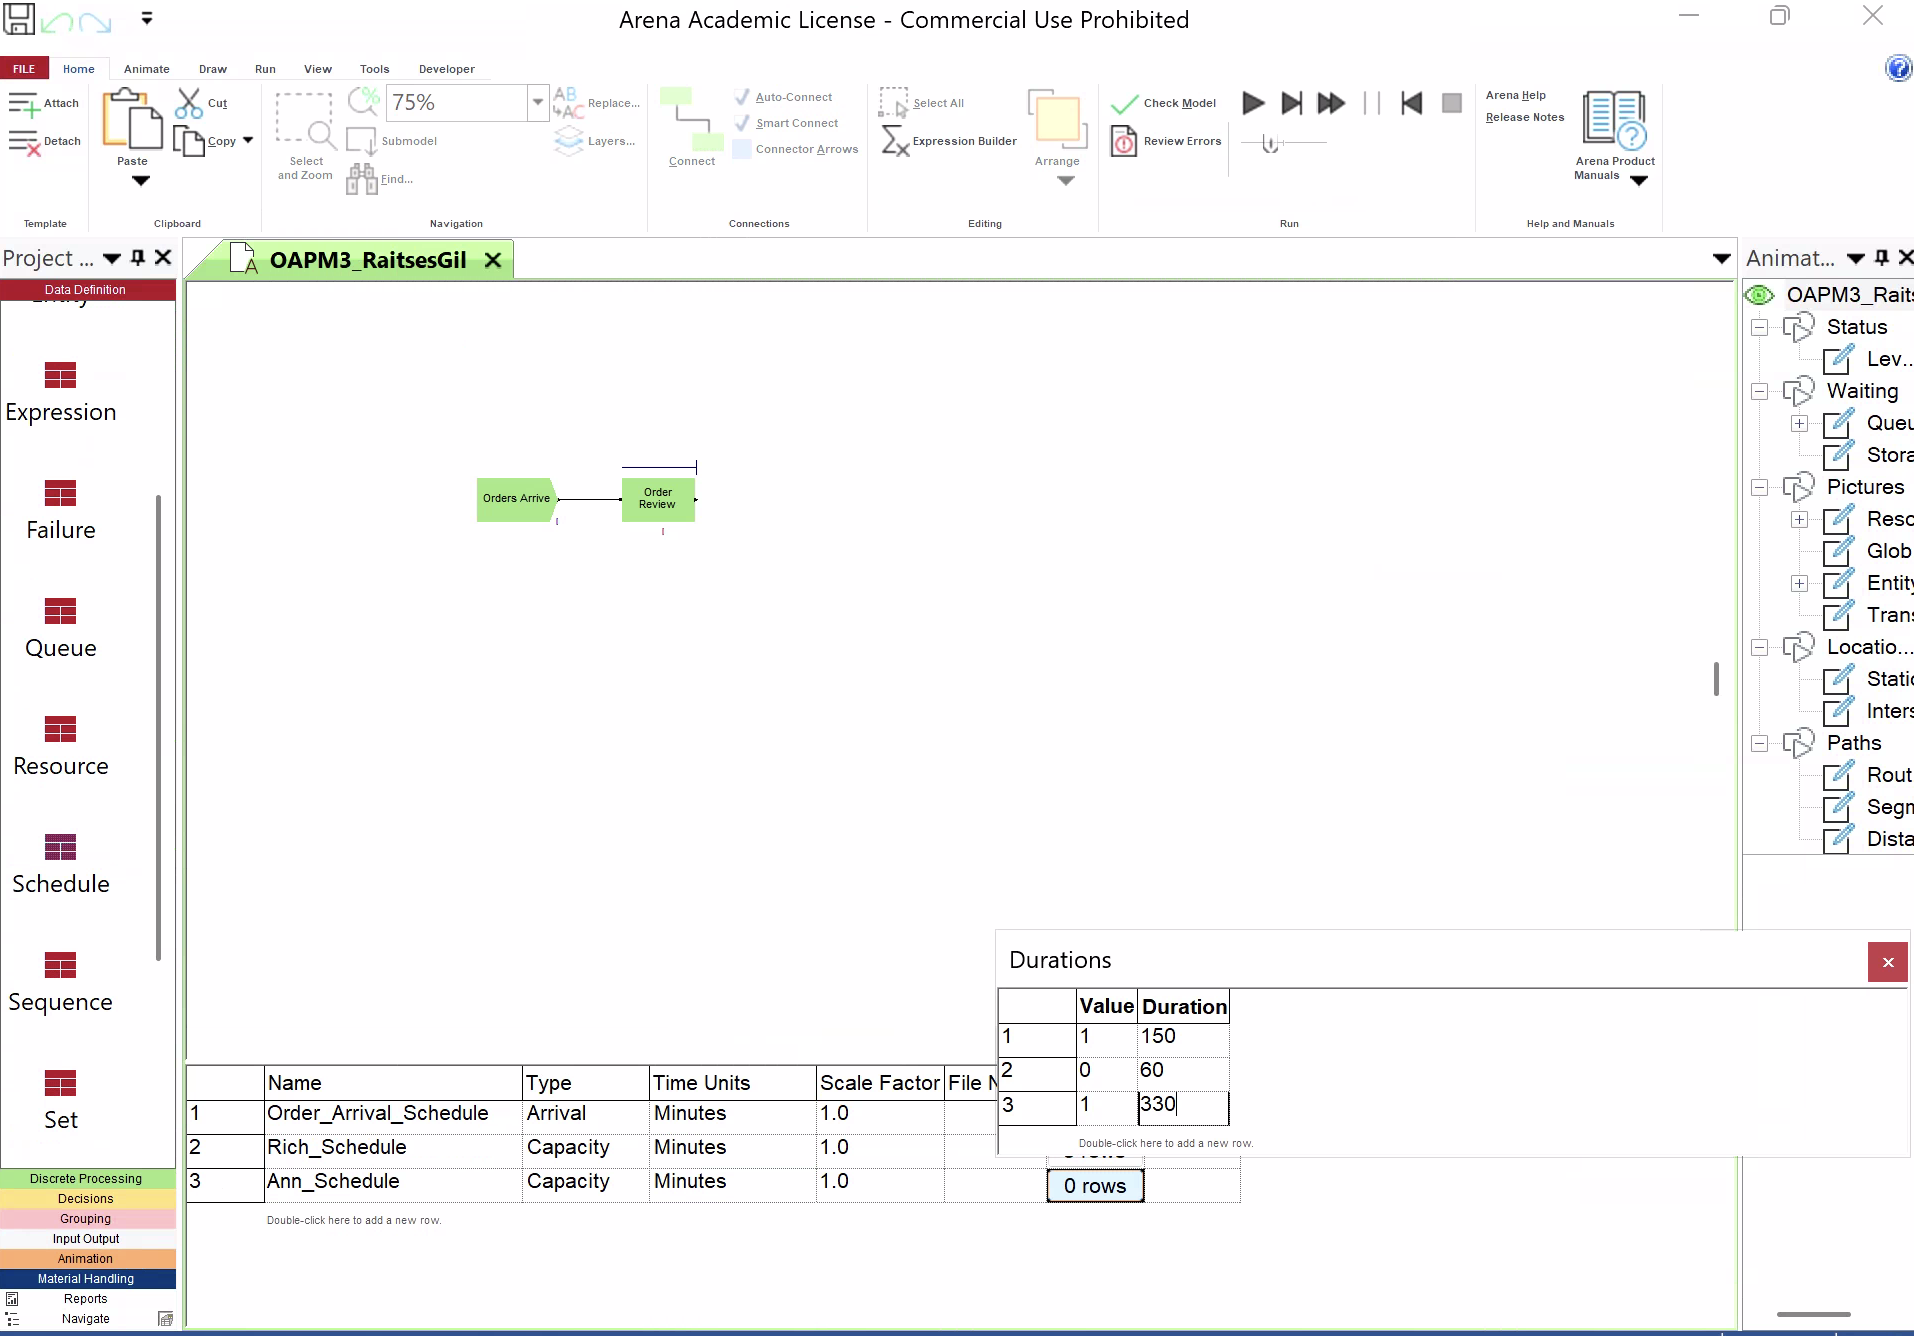 Arena Academic License - Commercial Use Prohibited
FILE Home Animate Draw Run View Tools Developer
Attach
Detach
Template
Paste
Cut
Copy
Clipboard
Select and Zoom
75%
Submodel
Find...
Replace...
Layers...
Navigation
Connect
Auto-Connect
Smart Connect
Connector Arrows
Connections
Select All
Expression Builder
Arrange
Editing
Check Model
Review Errors
Run
Arena Help
Release Notes
Arena Product
Manuals
Help and Manuals
Project ...
OAPM3_RaitsesGil
Animat...
Data Definition
Expression
Failure
Queue
Resource
Schedule
Sequence
Set
Discrete Processing
Decisions
Grouping
Input Output
Animation
Material Handling
Reports
Navigate
Orders Arrive
Order
Review
OAPM3_Raits
Status
Lev...
Waiting
Queu
Stora
Pictures
Reso
Glob
Entity
Trans
Locatio...
Static
Inters
Paths
Rout
Segm
Dista
Durations
Value Duration
1 1 150
2 0 60
3 1 330
Double-click here to add a new row.
Name Type Time Units Scale Factor File N
1 Order_Arrival_Schedule Arrival Minutes 1.0
2 Rich_Schedule Capacity Minutes 1.0
3 Ann_Schedule Capacity Minutes 1.0 0 rows
Double-click here to add a new row.